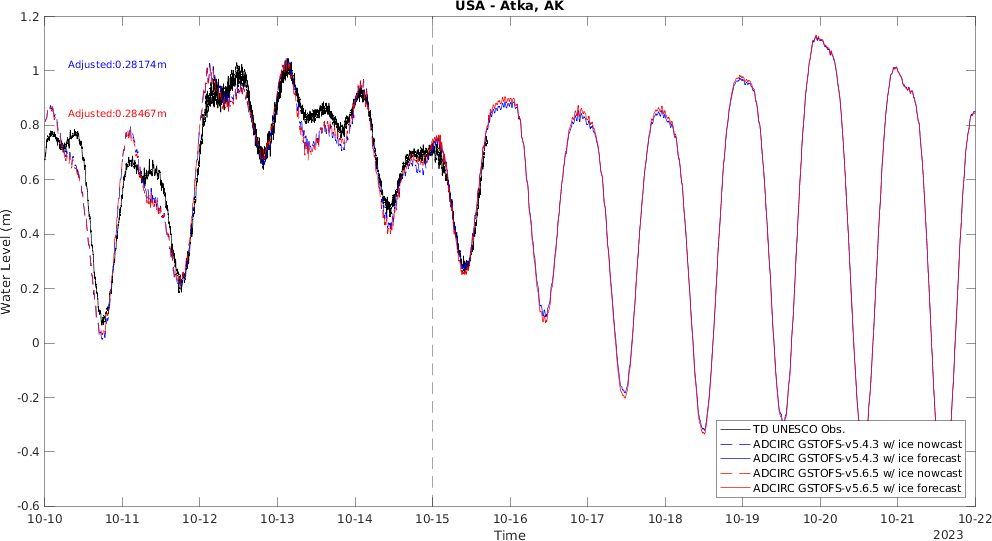 USA - Atka, AK
Adjusted:0.28174m
Adjusted:0.28467m
Water Level (m)
1.2
1
0.8
0.6
0.4
0.2
0
-0.2
-0.4
-0.6
TD UNESCO Obs.
ADCIRC GSTOFS-v5.4.3 w/ ice nowcast
ADCIRC GSTOFS-v5.4.3 w/ ice forecast
ADCIRC GSTOFS-v5.6.5 w/ ice nowcast
ADCIRC GSTOFS-v5.6.5 w/ ice forecast
10-10 10-11 10-12 10-13 10-14 10-15 10-16 10-17 10-18 10-19 10-20 10-21 10-22
Time
2023